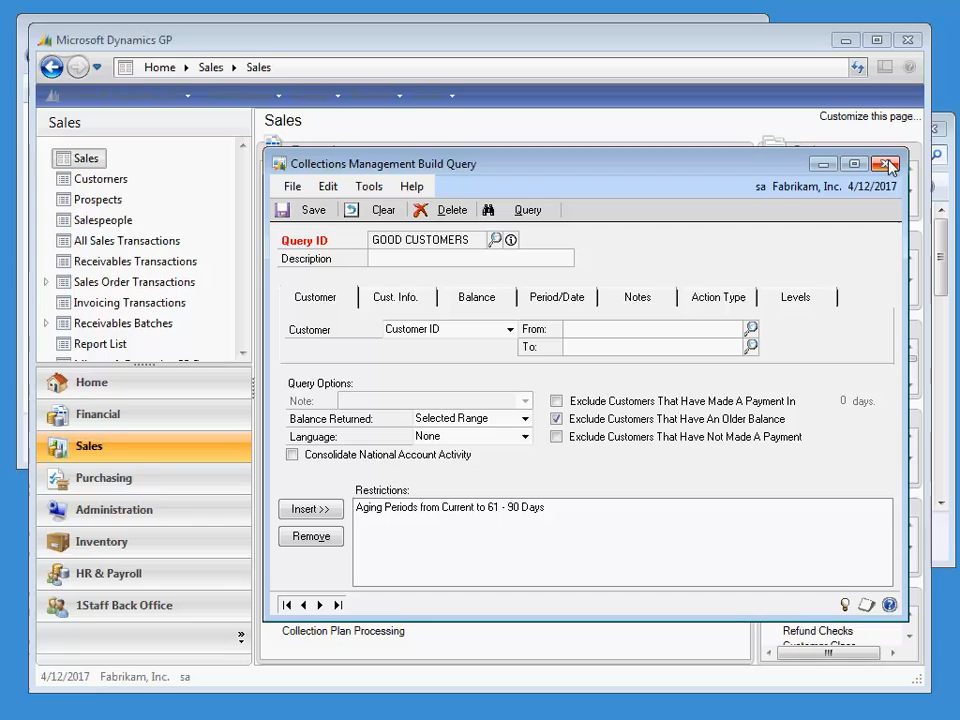 Microsoft Dynamics GP
Home Sales Sales
Sales
Sales
Customize this page...
Sales
Customers
Prospects
Salespeople
All Sales Transactions
Receivables Transactions
Sales Order Transactions
Invoicing Transactions
Receivables Batches
Report List
Home
Financial
Sales
Purchasing
Administration
Inventory
HR & Payroll
1Staff Back Office
Collections Management Build Query
File Edit Tools Help
sa Fabrikam, Inc. 4/12/2017
Save Clear Delete Query
Query ID GOOD CUSTOMERS
Description
Customer Cust. Info. Balance Period/Date Notes Action Type Levels
Customer Customer ID From:
To:
Query Options:
Note:
Exclude Customers That Have Made A Payment In 0 days.
Balance Returned: Selected Range
Exclude Customers That Have An Older Balance
Language: None
Exclude Customers That Have Not Made A Payment
Consolidate National Account Activity
Restrictions:
Insert >>
Aging Periods from Current to 61 - 90 Days
Remove
Collection Plan Processing
Refund Checks
4/12/2017 Fabrikam, Inc. sa